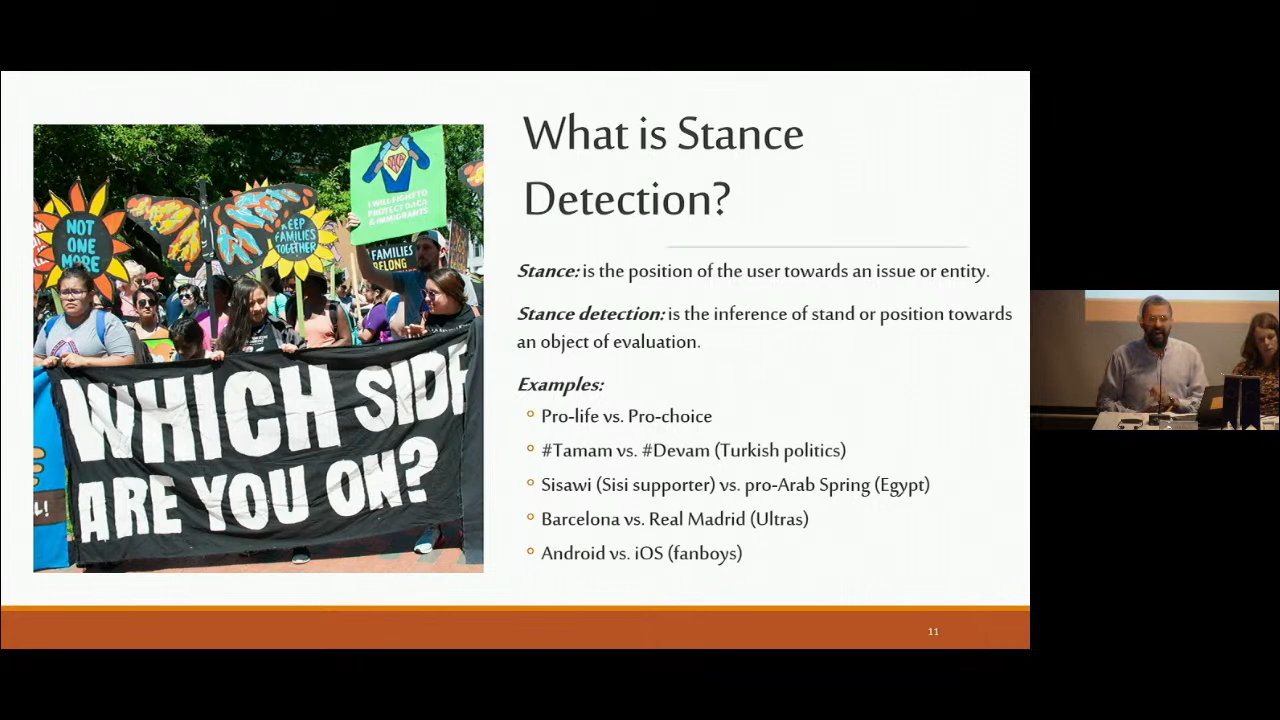 What is Stance
Detection?
Stance: is the position of the user towards an issue or entity.
Stance detection: is the inference of stand or position towards
an object of evaluation.
Examples:
Pro-life vs. Pro-choice
#Tamam vs. #Devam (Turkish politics)
Sisawi (Sisi supporter) vs. pro-Arab Spring (Egypt)
Barcelona vs. Real Madrid (Ultras)
Android vs. iOS (fanboys)
11
NOT
ONE
MORE
KEEP
FAMILIES
TOGETHER
I WILL FIGHT TO
PROTECT DACA
& IMMIGRANTS
FAMILIES
BELONG
WHICH SIDE
ARE YOU ON?